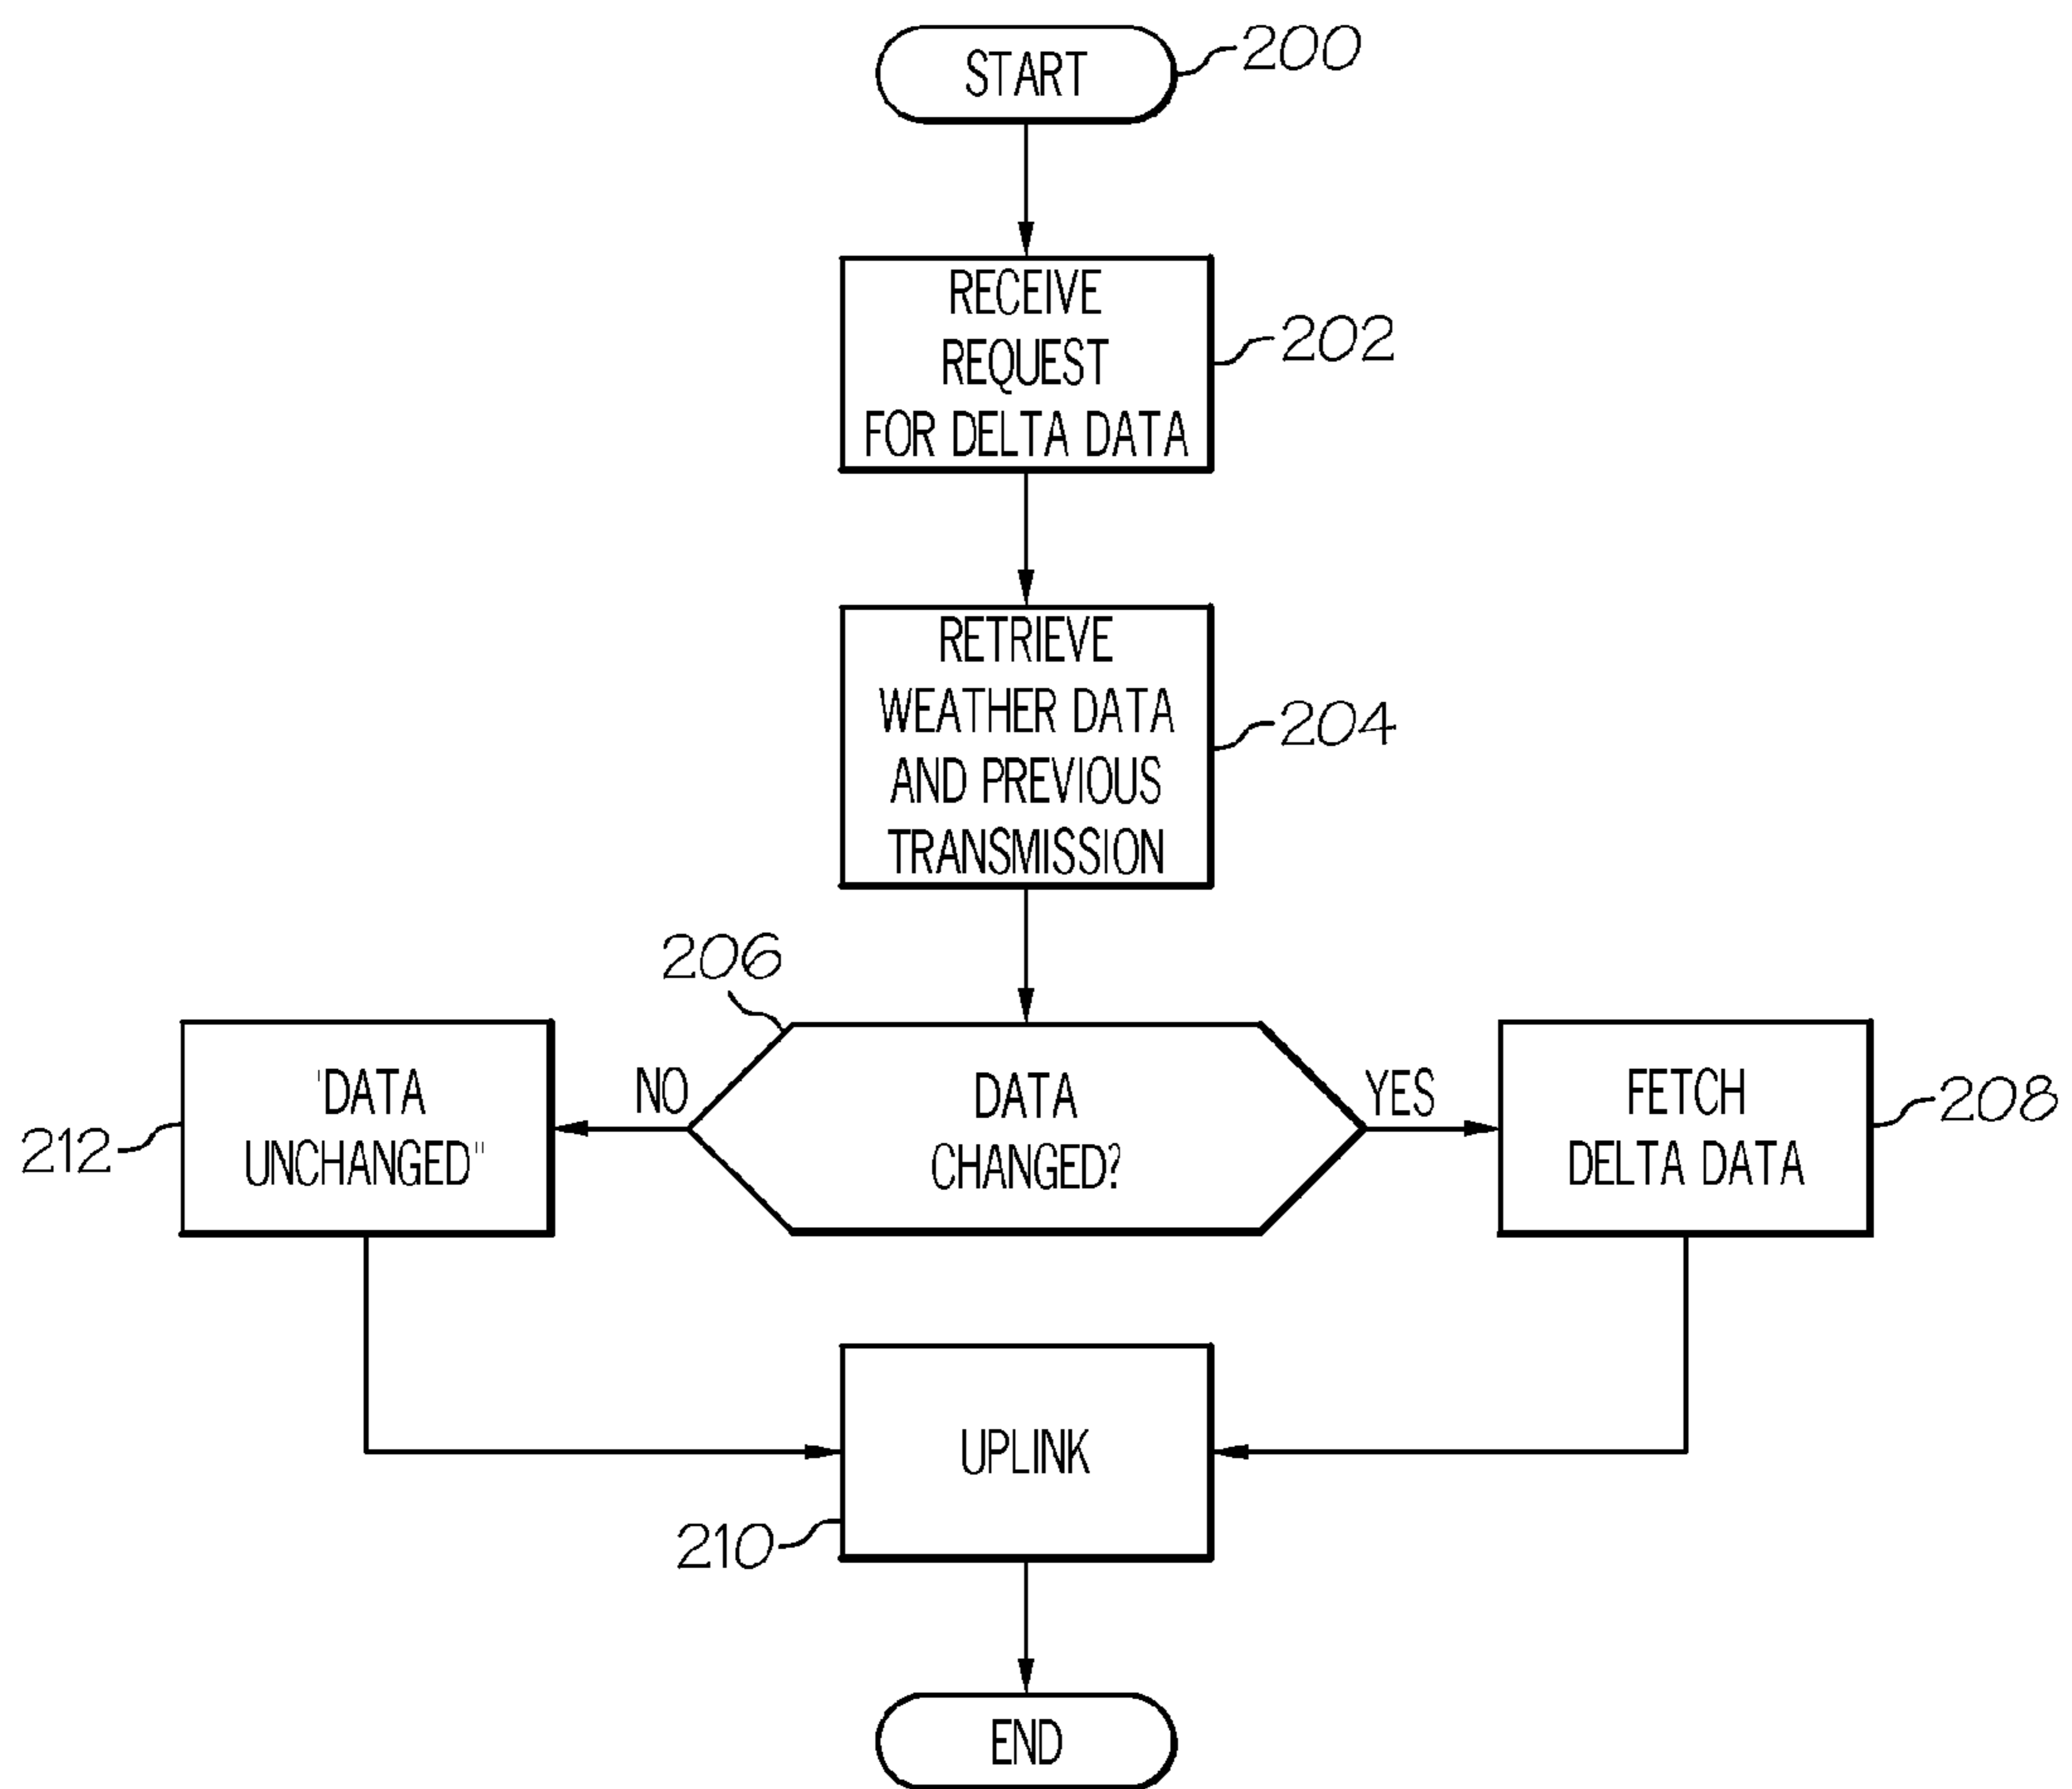 START
200
RECEIVE
REQUEST
FOR DELTA DATA
202
RETRIEVE
WEATHER DATA
AND PREVIOUS
TRANSMISSION
204
206
'DATA
UNCHANGED"
212
NO
DATA
CHANGED?
YES
FETCH
DELTA DATA
208
UPLINK
210
END